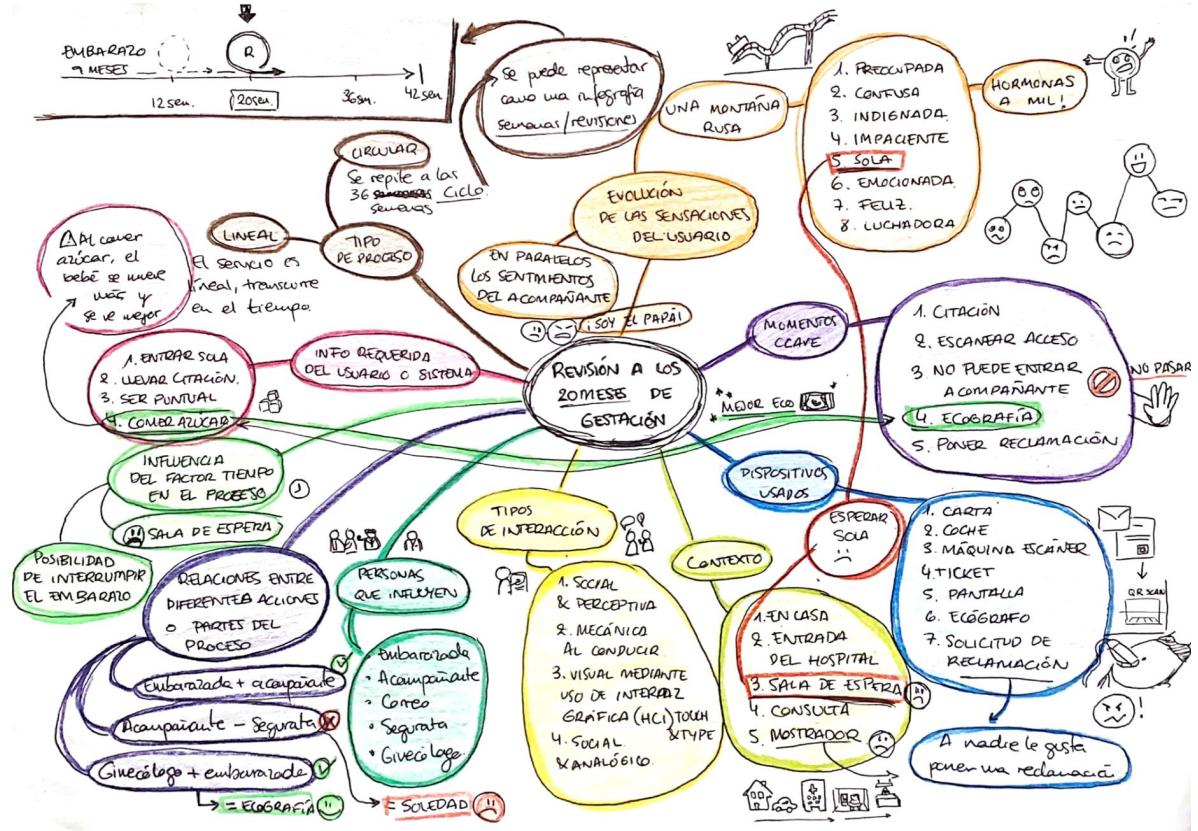 EMBARAZO
9 MESES
R
12 sem.
20 sem.
36 sem.
42 sem.
Se puede representar
como una infografía
semanas/revisiones
CIRCULAR
Se repite a las
36
semanas
Ciclo
LINEAL
El servicio es
lineal, transcurre
en el tiempo.
TIPO
DE PROCESO
UNA MONTAÑA
RUSA
1. PREOCUPADA
2. CONFUSA
3. INDIGNADA
4. IMPACIENTE
5 SOLA
6. EMOCIONADA.
7. FELIZ.
8. LUCHADORA
HORMONAS
A MIL!
EVOLUCIÓN
DE LAS SENSACIONES
DEL USUARIO
EN PARALELOS
LOS SENTIMIENTOS
DEL ACOMPAÑANTE
¡SOY EL PAPÁ!
Al comer
azúcar, el
bebé se mueve
más y
se ve mejor
INFO REQUERIDA
DEL USUARIO O SISTEMA
1. ENTRAR SOLA
2. LLEVAR CITACIÓN.
3. SER PUNTUAL
4. COMER AZÚCAR
REVISIÓN A LOS
20 MESES DE
GESTACIÓN
MOMENTOS
CLAVE
1. CITACIÓN
2. ESCANEAR ACCESO
3. NO PUEDE ENTRAR
ACOMPAÑANTE
4. ECOGRAFÍA
5. PONER RECLAMACIÓN
NO PASAR
MEJOR ECO
INFLUENCIA
DEL FACTOR TIEMPO
EN EL PROCESO
SALA DE ESPERA
POSIBILIDAD
DE INTERRUMPIR
EL EMBARAZO
RELACIONES ENTRE
DIFERENTEA ACCIONES
O PARTES DEL
PROCESO
Embarazada + acompañante
Acompañante - Segurata
Ginecólogo + embarazada
= ECOGRAFÍA
= SOLEDAD
PERSONAS
QUE INFLUYEN
• Embarazada
• Acompañante
• Correo
• Segurata
• Ginecólogo.
TIPOS
DE INTERACCIÓN
1. SOCIAL
& PERCEPTIVA
2. MECÁNICA
AL CONDUCIR.
3. VISUAL MEDIANTE
USO DE INTERFAZ
GRÁFICA (HCI) TOUCH
&TYPE
4. SOCIAL
& ANALÓGICO.
CONTEXTO
1. EN CASA
2. ENTRADA
DEL HOSPITAL
3. SALA DE ESPERA
4. CONSULTA
5. MOSTRADOR
ESPERAR
SOLA
DISPOSITIVOS
USADOS
1. CARTA
2. COCHE
3. MÁQUINA ESCÁNER
4. TICKET
5. PANTALLA
6. ECÓGRAFO
7. SOLICITUD DE
RECLAMACIÓN
QR SCAN
A nadie le gusta
poner una reclamación